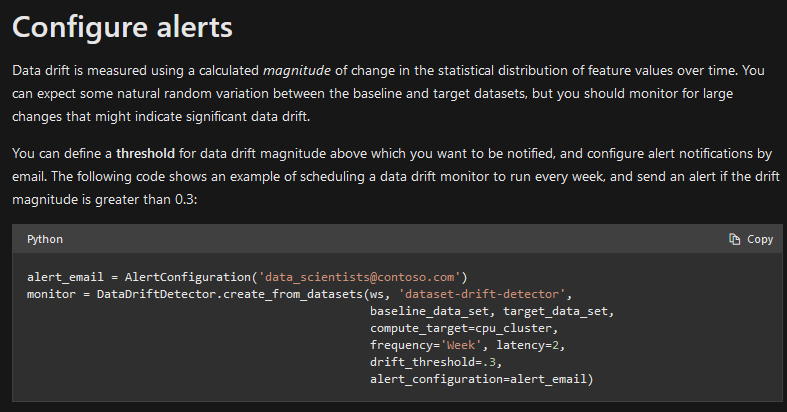 Configure alerts
Data drift is measured using a calculated magnitude of change in the statistical distribution of feature values over time. You
can expect some natural random variation between the baseline and target datasets, but you should monitor for large
changes that might indicate significant data drift.
You can define a threshold for data drift magnitude above which you want to be notified, and configure alert notifications by
email. The following code shows an example of scheduling a data drift monitor to run every week, and send an alert if the drift
magnitude is greater than 0.3:
Python Copy
alert_email = AlertConfiguration('data_scientists@contoso.com')
monitor = DataDriftDetector.create_from_datasets(ws, 'dataset-drift-detector',
baseline_data_set, target_data_set,
compute_target=cpu_cluster,
frequency='Week', latency=2,
drift_threshold=.3,
alert_configuration=alert_email)